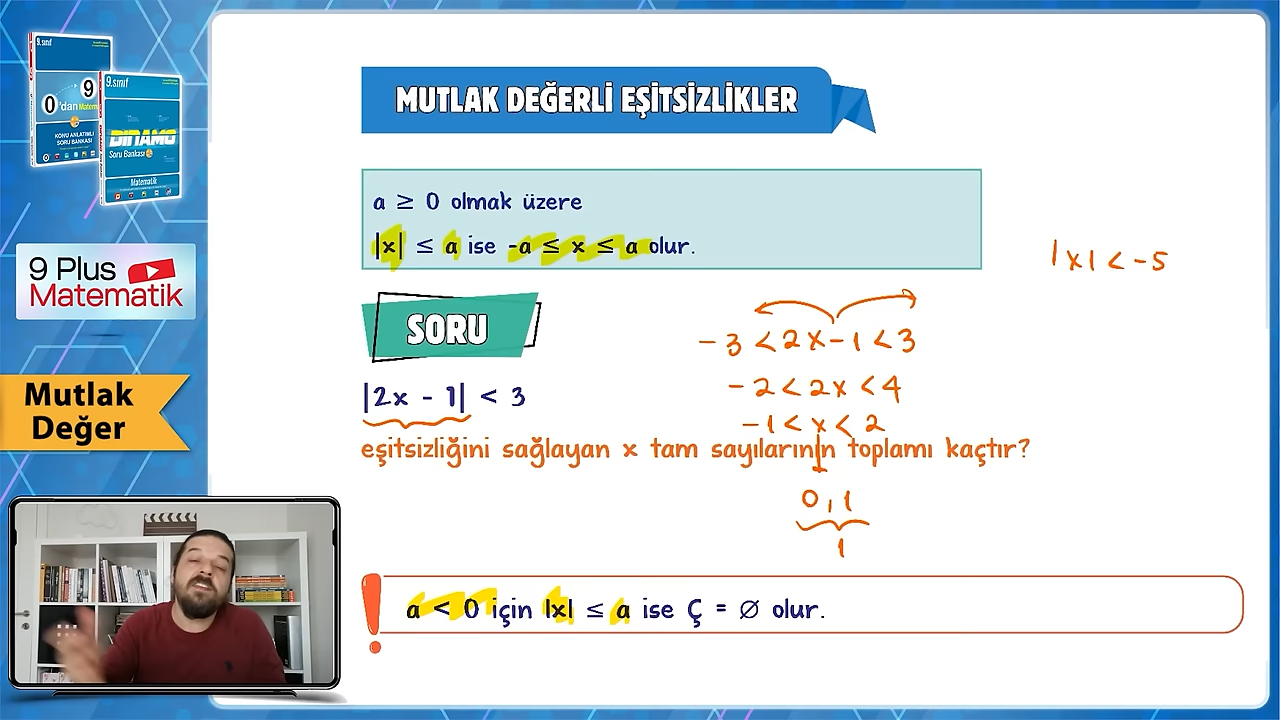 9.sınıf
0'dan 9
KONU ANLATIMLI
SORU BANKASI
9.sınıf
DİNAMO
Soru Bankası
Matematik
9 Plus
Matematik
Mutlak
Değer
MUTLAK DEĞERLİ EŞİTSİZLİKLER
a ≥ 0 olmak üzere
|x| ≤ a ise -a ≤ x ≤ a olur.
|x| < -5
SORU
-3 < 2x - 1 < 3
|2x - 1| < 3
-2 < 2x < 4
-1 < x < 2
eşitsizliğini sağlayan x tam sayılarının toplamı kaçtır?
0, 1
1
a < 0 için |x| ≤ a ise Ç = ∅ olur.